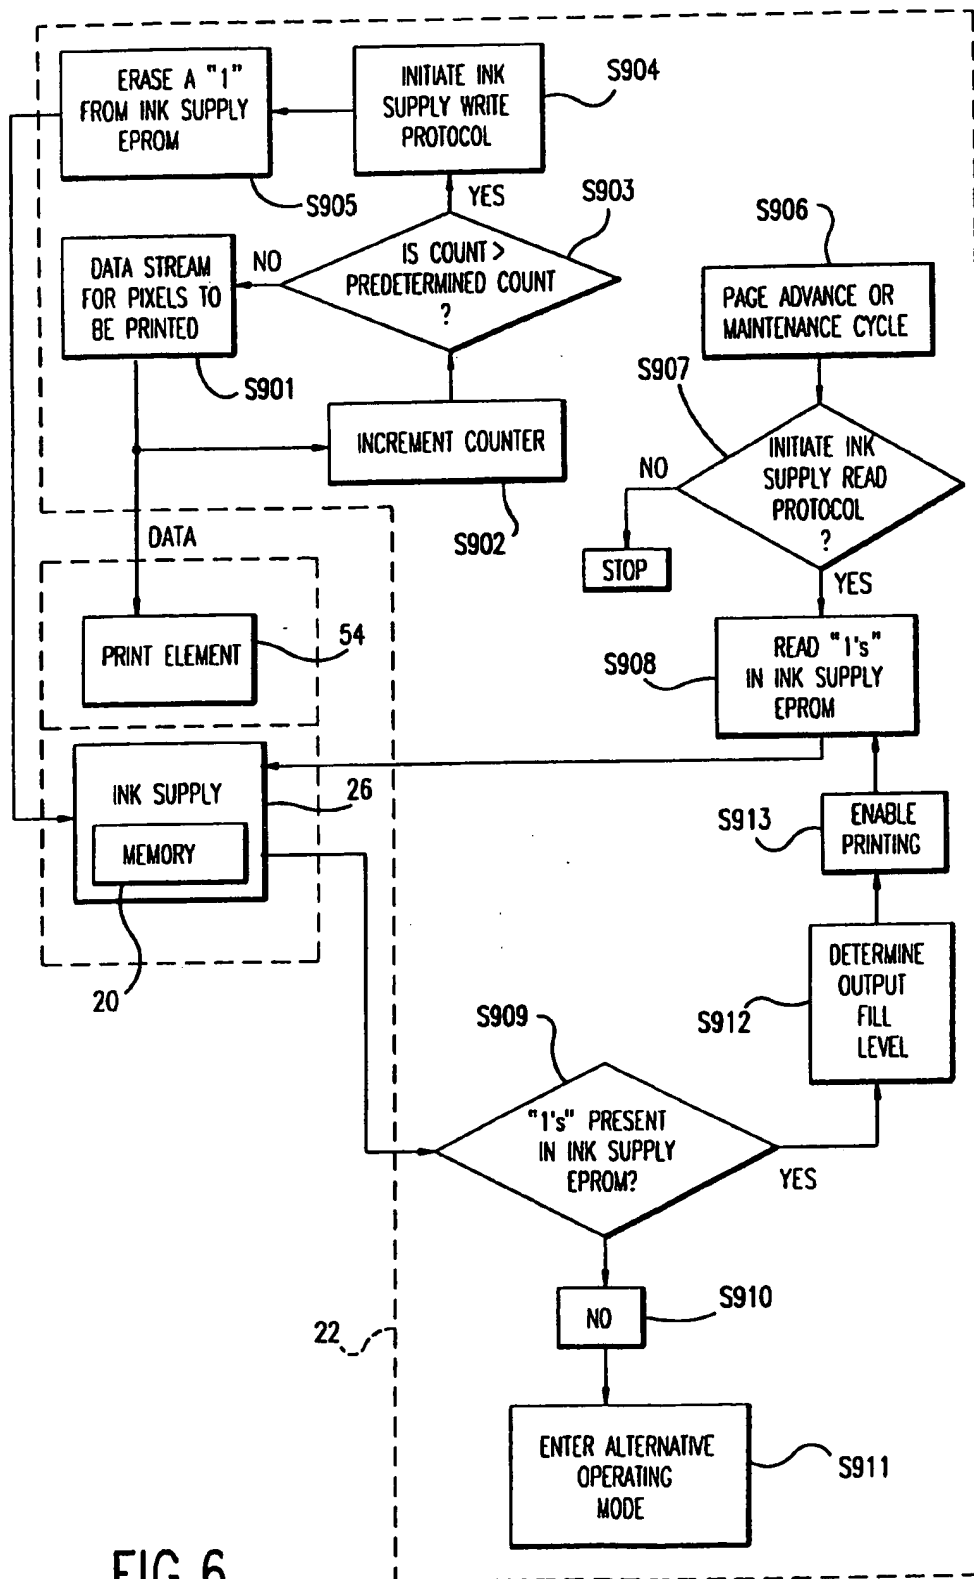 ERASE A "1"
FROM INK SUPPLY
EPROM
S905
INITIATE INK
SUPPLY WRITE
PROTOCOL
S904
YES
IS COUNT >
PREDETERMINED COUNT
?
S903
NO
DATA STREAM
FOR PIXELS TO
BE PRINTED
S901
INCREMENT COUNTER
S902
S906
PAGE ADVANCE OR
MAINTENANCE CYCLE
S907
INITIATE INK
SUPPLY READ
PROTOCOL
?
NO
STOP
YES
DATA
PRINT ELEMENT
54
READ "1's"
IN INK SUPPLY
EPROM
S908
INK SUPPLY
26
MEMORY
20
S913
ENABLE
PRINTING
DETERMINE
OUTPUT
FILL
LEVEL
S912
S909
"1's" PRESENT
IN INK SUPPLY
EPROM?
YES
NO
S910
22
ENTER ALTERNATIVE
OPERATING
MODE
S911
FIG. 6